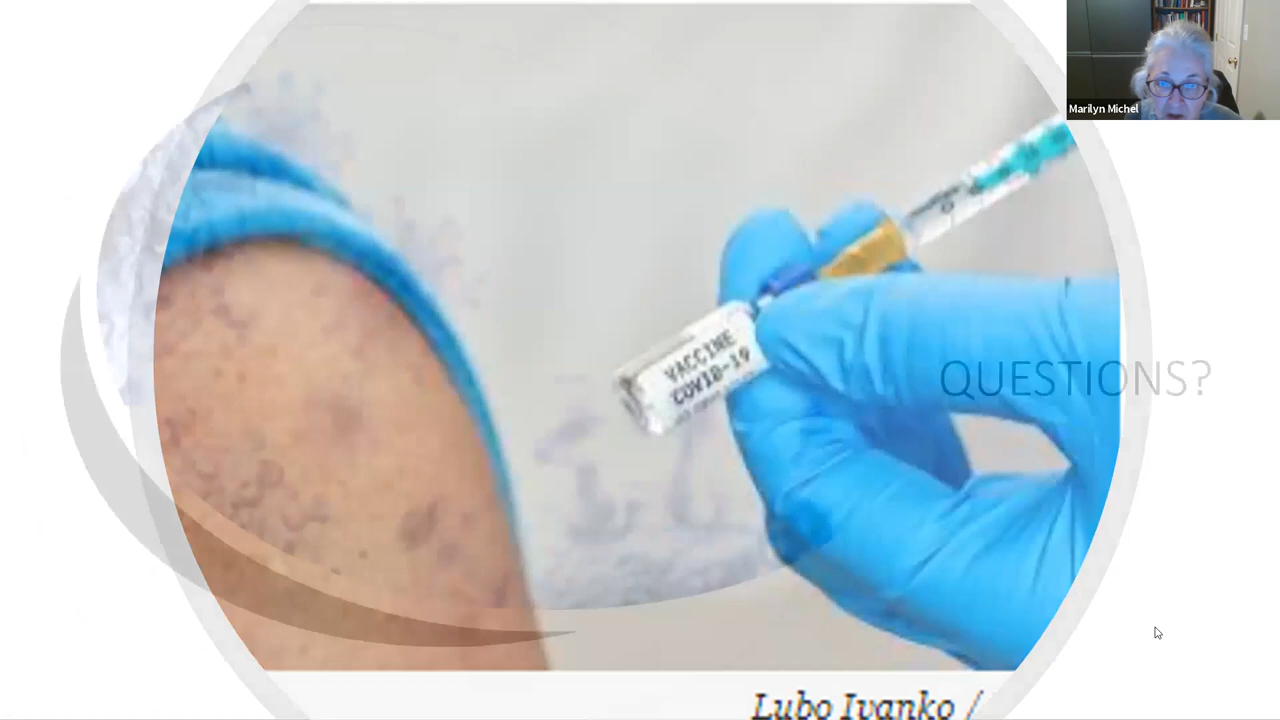 Marilyn Michel
VACCINE
COVID-19
QUESTIONS?
Lubo Ivanko /